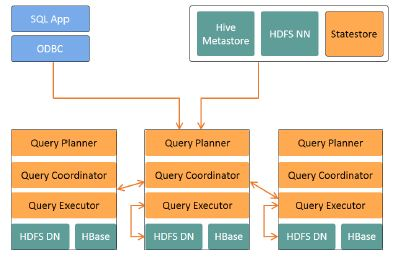 SQL App
ODBC
Hive
Metastore
HDFS NN
Statestore
Query Planner
Query Coordinator
Query Executor
HDFS DN
HBase
Query Planner
Query Coordinator
Query Executor
HDFS DN
HBase
Query Planner
Query Coordinator
Query Executor
HDFS DN
HBase